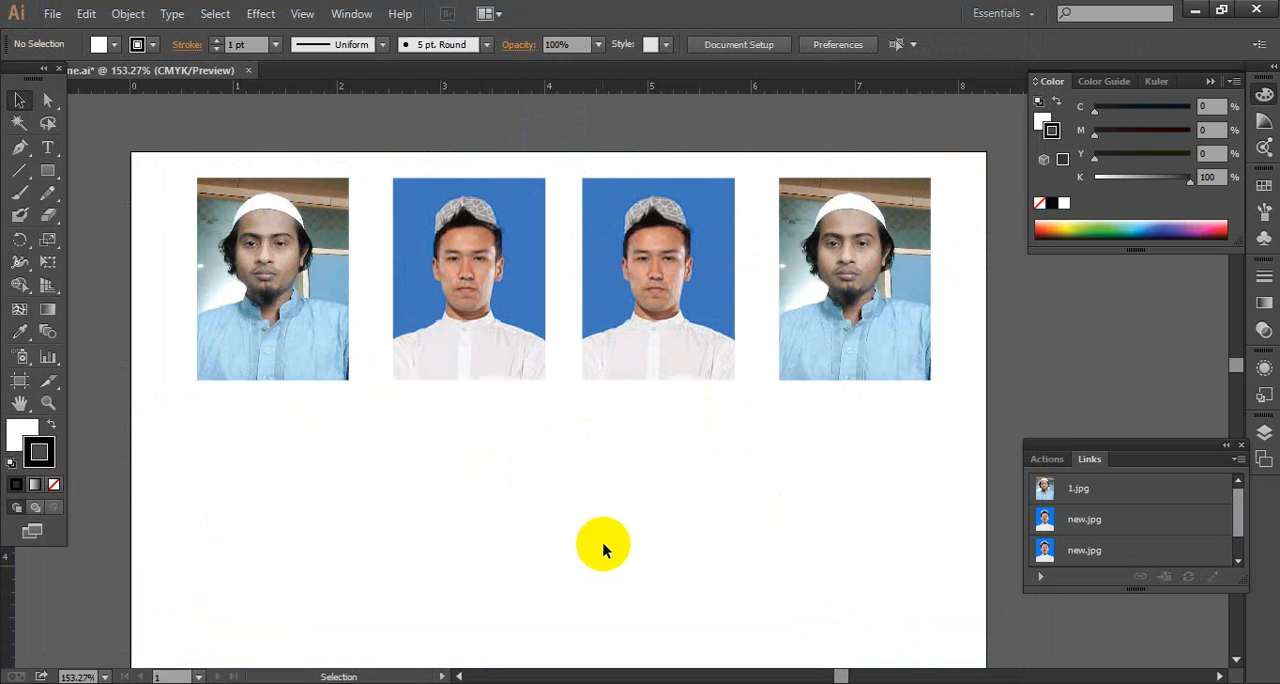 Ai File Edit Object Type Select Effect View Window Help Br Essentials
No Selection Stroke: 1 pt Uniform 5 pt. Round Opacity: 100% Style: Document Setup Preferences
ne.ai* @ 153.27% (CMYK/Preview) ×
0 1 2 3 4 5 6 7 8
Color Color Guide Kuler
C 0 %
M 0 %
Y 0 %
K 100 %
Actions Links
1.jpg
new.jpg
new.jpg
4
153.27% 1 Selection